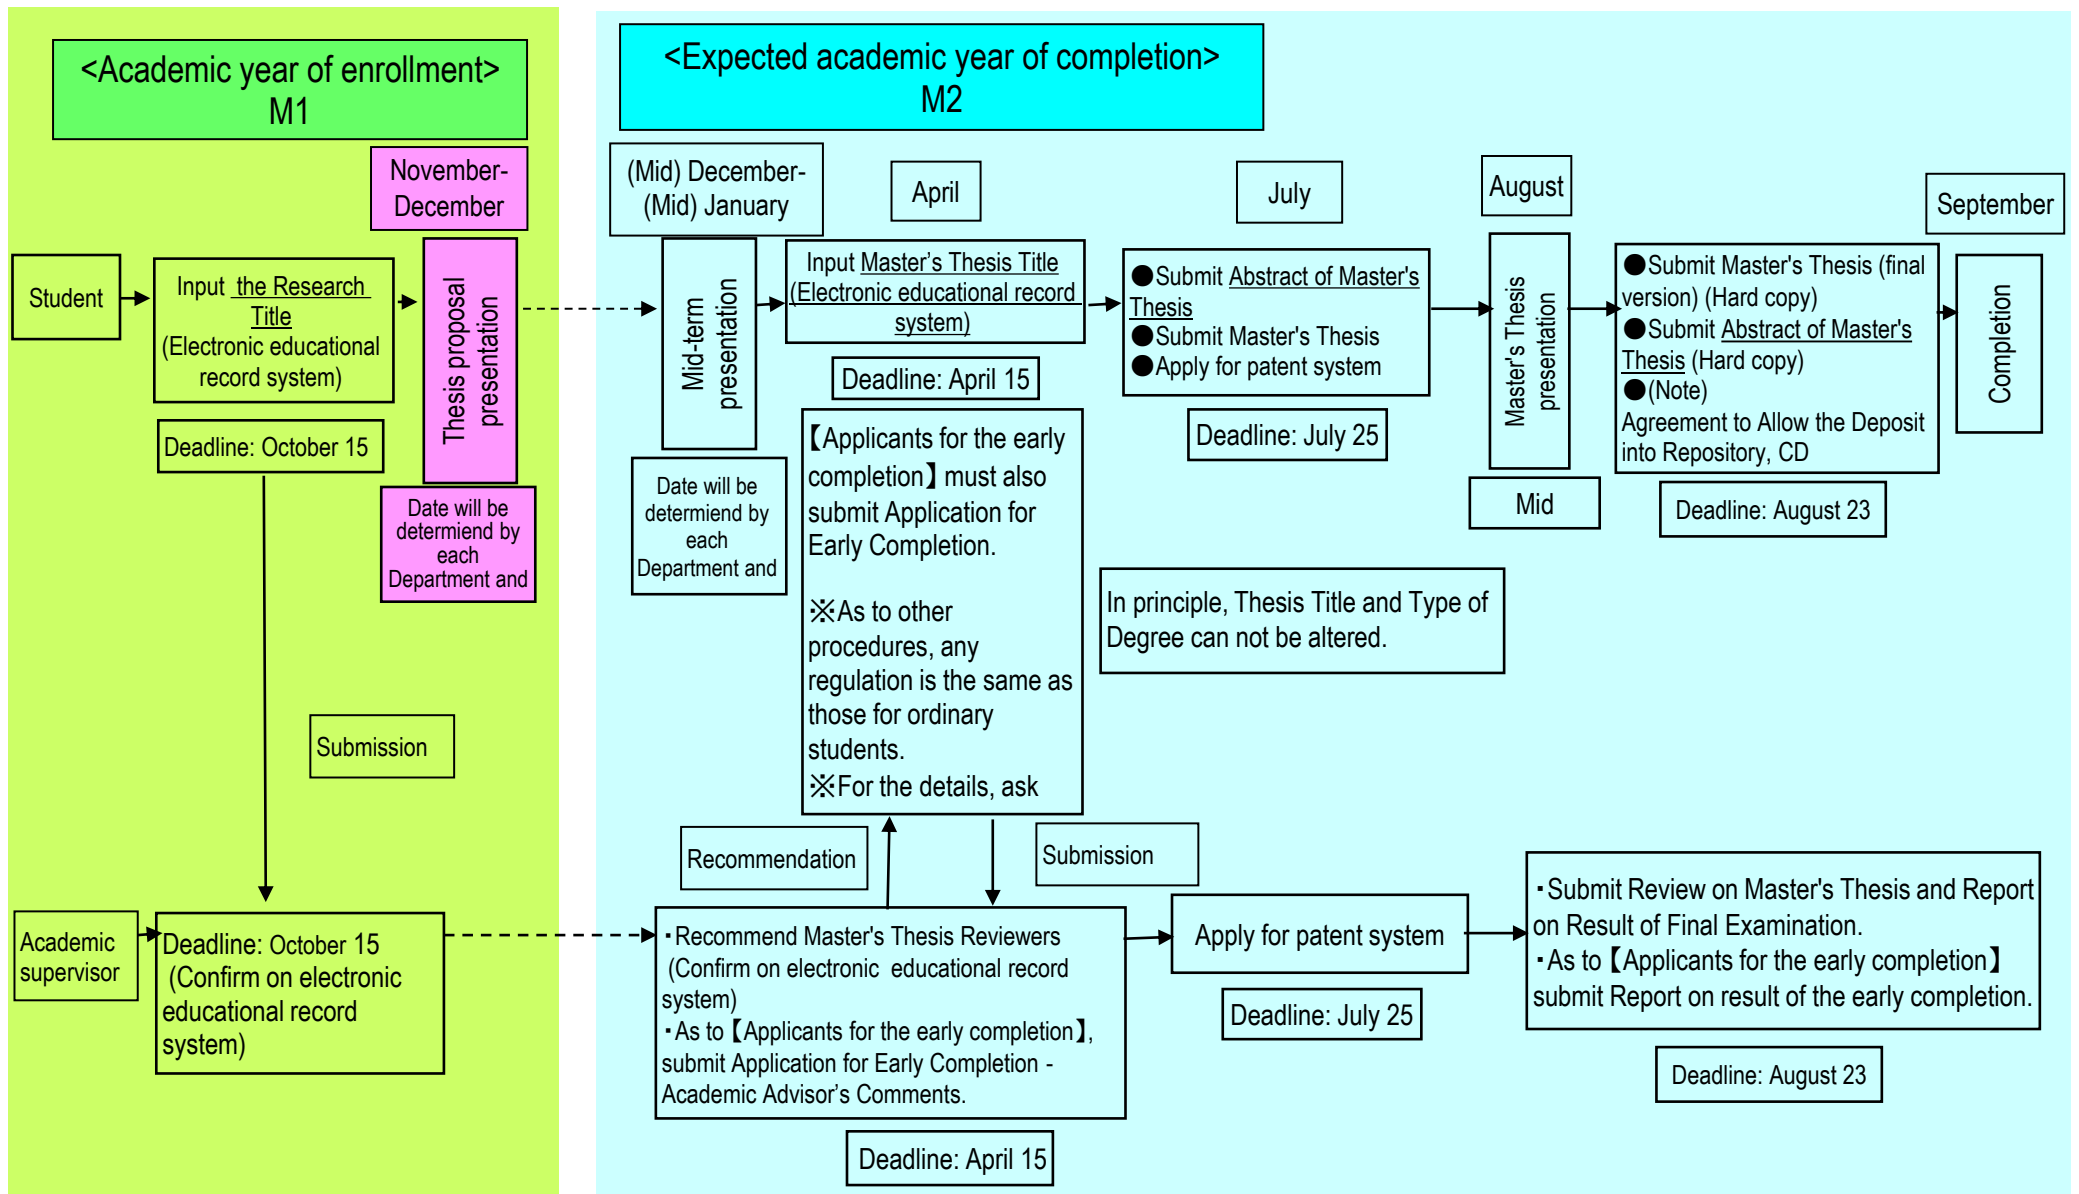 <Academic year of enrollment>
M1
<Expected academic year of completion>
M2
November-
December
(Mid) December-
(Mid) January
April
July
August
September
Student
Input  the Research
Title
(Electronic educational
record system)
Deadline: October 15
Thesis proposal
presentation
Date will be
determiend by
each
Department and
Mid-term
presentation
Date will be
determiend by
each
Department and
Input Master’s Thesis Title
(Electronic educational record
system)
Deadline: April 15
【Applicants for the early
completion】 must also
submit Application for
Early Completion.
※As to other
procedures, any
regulation is the same as
those for ordinary
students.
※For the details, ask
●Submit Abstract of Master's
Thesis
●Submit Master's Thesis
●Apply for patent system
Deadline: July 25
Master's Thesis
presentation
Mid
●Submit Master's Thesis (final
version) (Hard copy)
●Submit Abstract of Master's
Thesis (Hard copy)
●(Note)
Agreement to Allow the Deposit
into Repository, CD
Deadline: August 23
Completion
In principle, Thesis Title and Type of
Degree can not be altered.
Submission
Recommendation
Submission
Academic
supervisor
Deadline: October 15
(Confirm on electronic
educational record
system)
・Recommend Master's Thesis Reviewers
(Confirm on electronic  educational record
system)
・As to【Applicants for the early completion】,
submit Application for Early Completion -
Academic Advisor’s Comments.
Deadline: April 15
Apply for patent system
Deadline: July 25
・Submit Review on Master's Thesis and Report
on Result of Final Examination.
・As to【Applicants for the early completion】
submit Report on result of the early completion.
Deadline: August 23